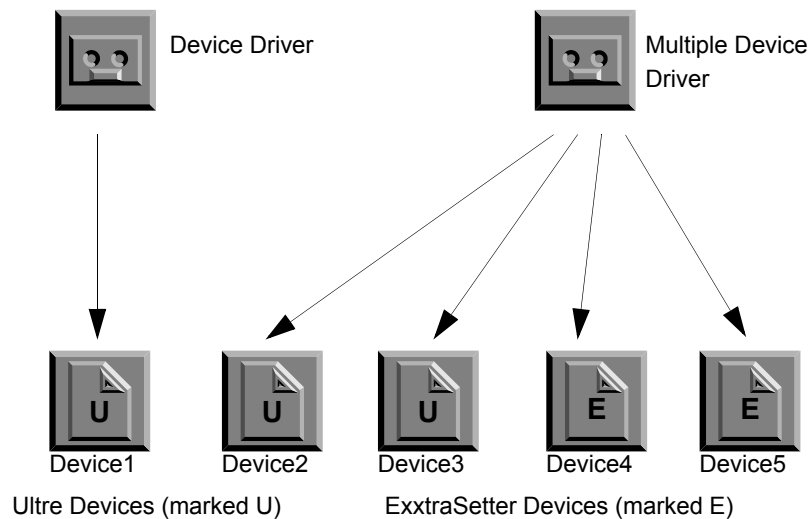 Device Driver
Multiple Device
Driver
U
U
U
E
E
Device1
Device2
Device3
Device4
Device5
Ultre Devices (marked U)
ExxtraSetter Devices (marked E)